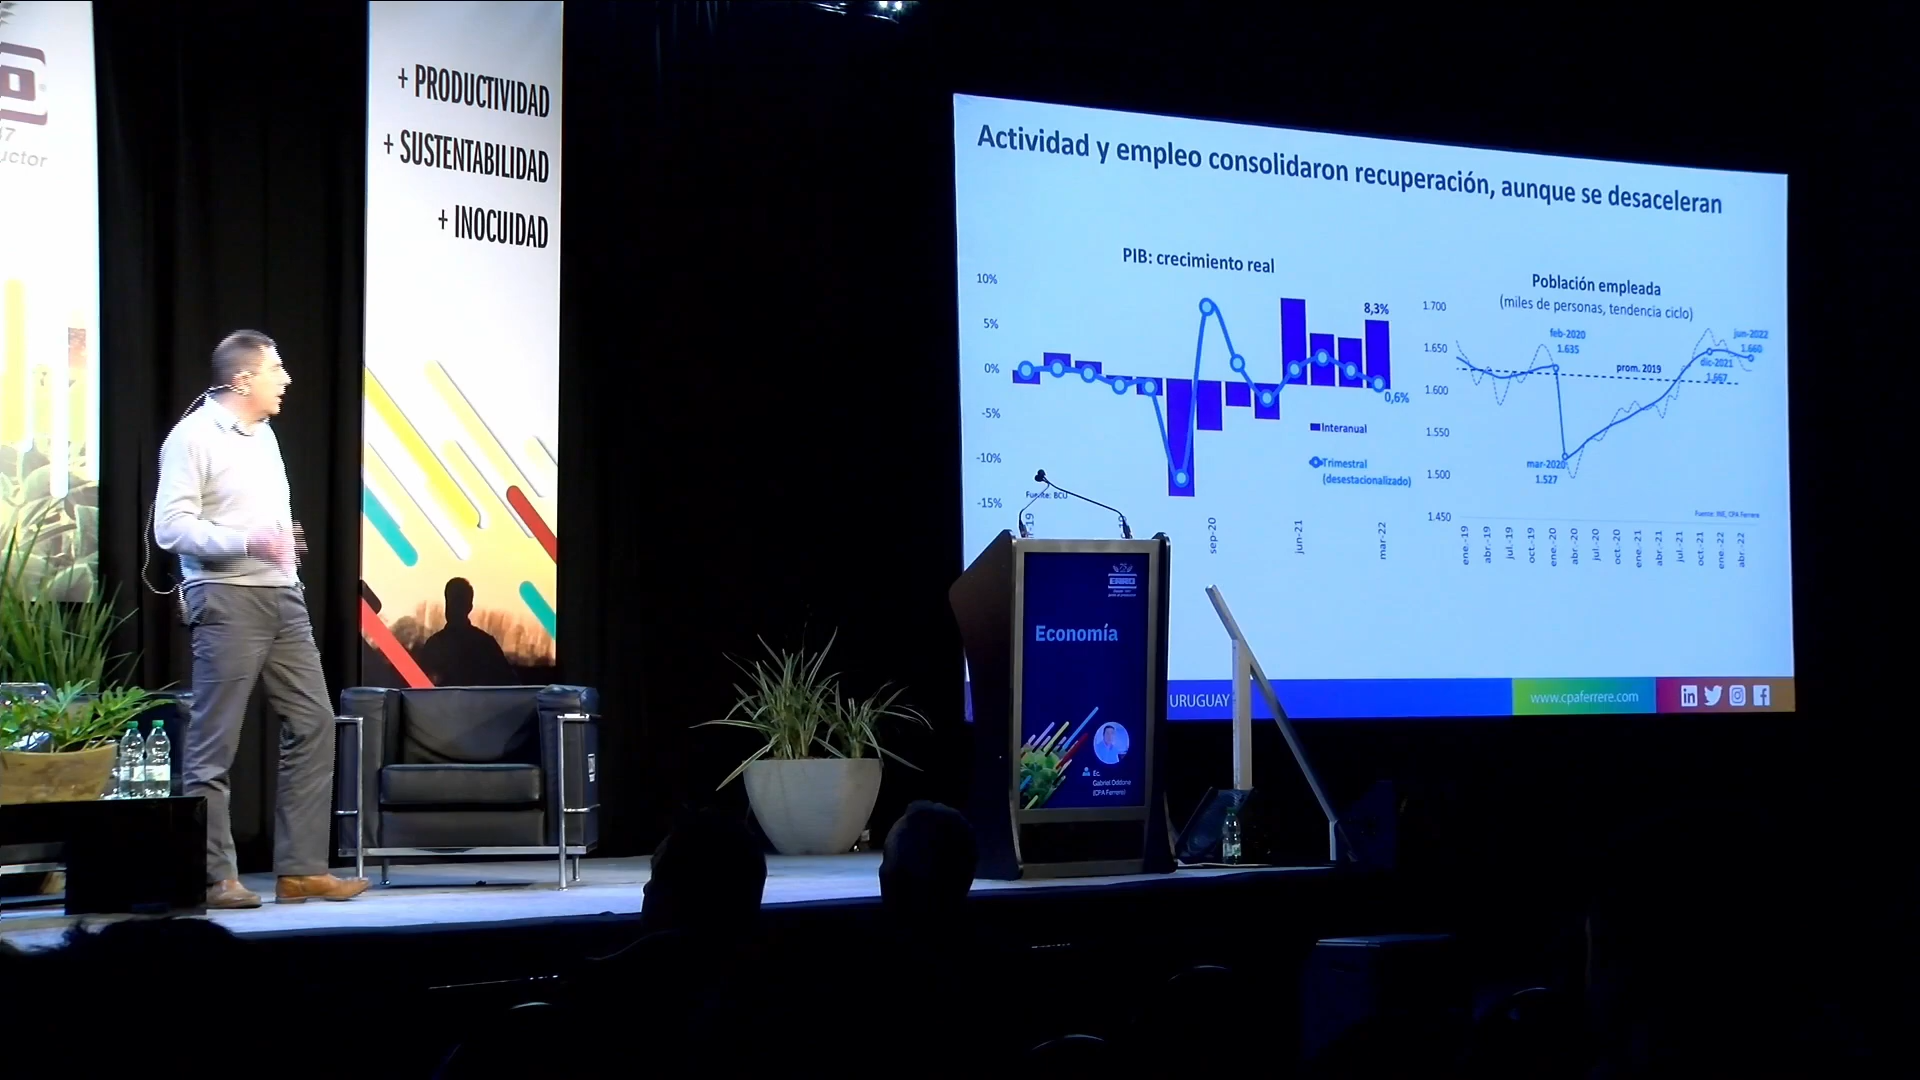 uctor
+ PRODUCTIVIDAD
+ SUSTENTABILIDAD
+ INOCUIDAD
Actividad y empleo consolidaron recuperación, aunque se desaceleran
PIB: crecimiento real
10%
5%
0%
-5%
-10%
-15%
8,3%
0,6%
Interanual
Trimestral
(desestacionalizado)
Fuente: BCU
sep-20
jun-21
mar-22
Población empleada
(miles de personas, tendencia ciclo)
1.700
1.650
1.600
1.550
1.500
1.450
feb-2020
1.635
prom. 2019
jun-2022
1.660
dic-2021
1.667
mar-2020
1.527
Fuente: INE, CPA Ferrere
ene.-19
abr.-19
jul.-19
oct.-19
ene.-20
abr.-20
jul.-20
oct.-20
ene.-21
abr.-21
jul.-21
oct.-21
ene.-22
abr.-22
URUGUAY
www.cpaferrere.com
in
ERRO
Economía
Ec.
Gabriel Oddone
(CPA Ferrere)